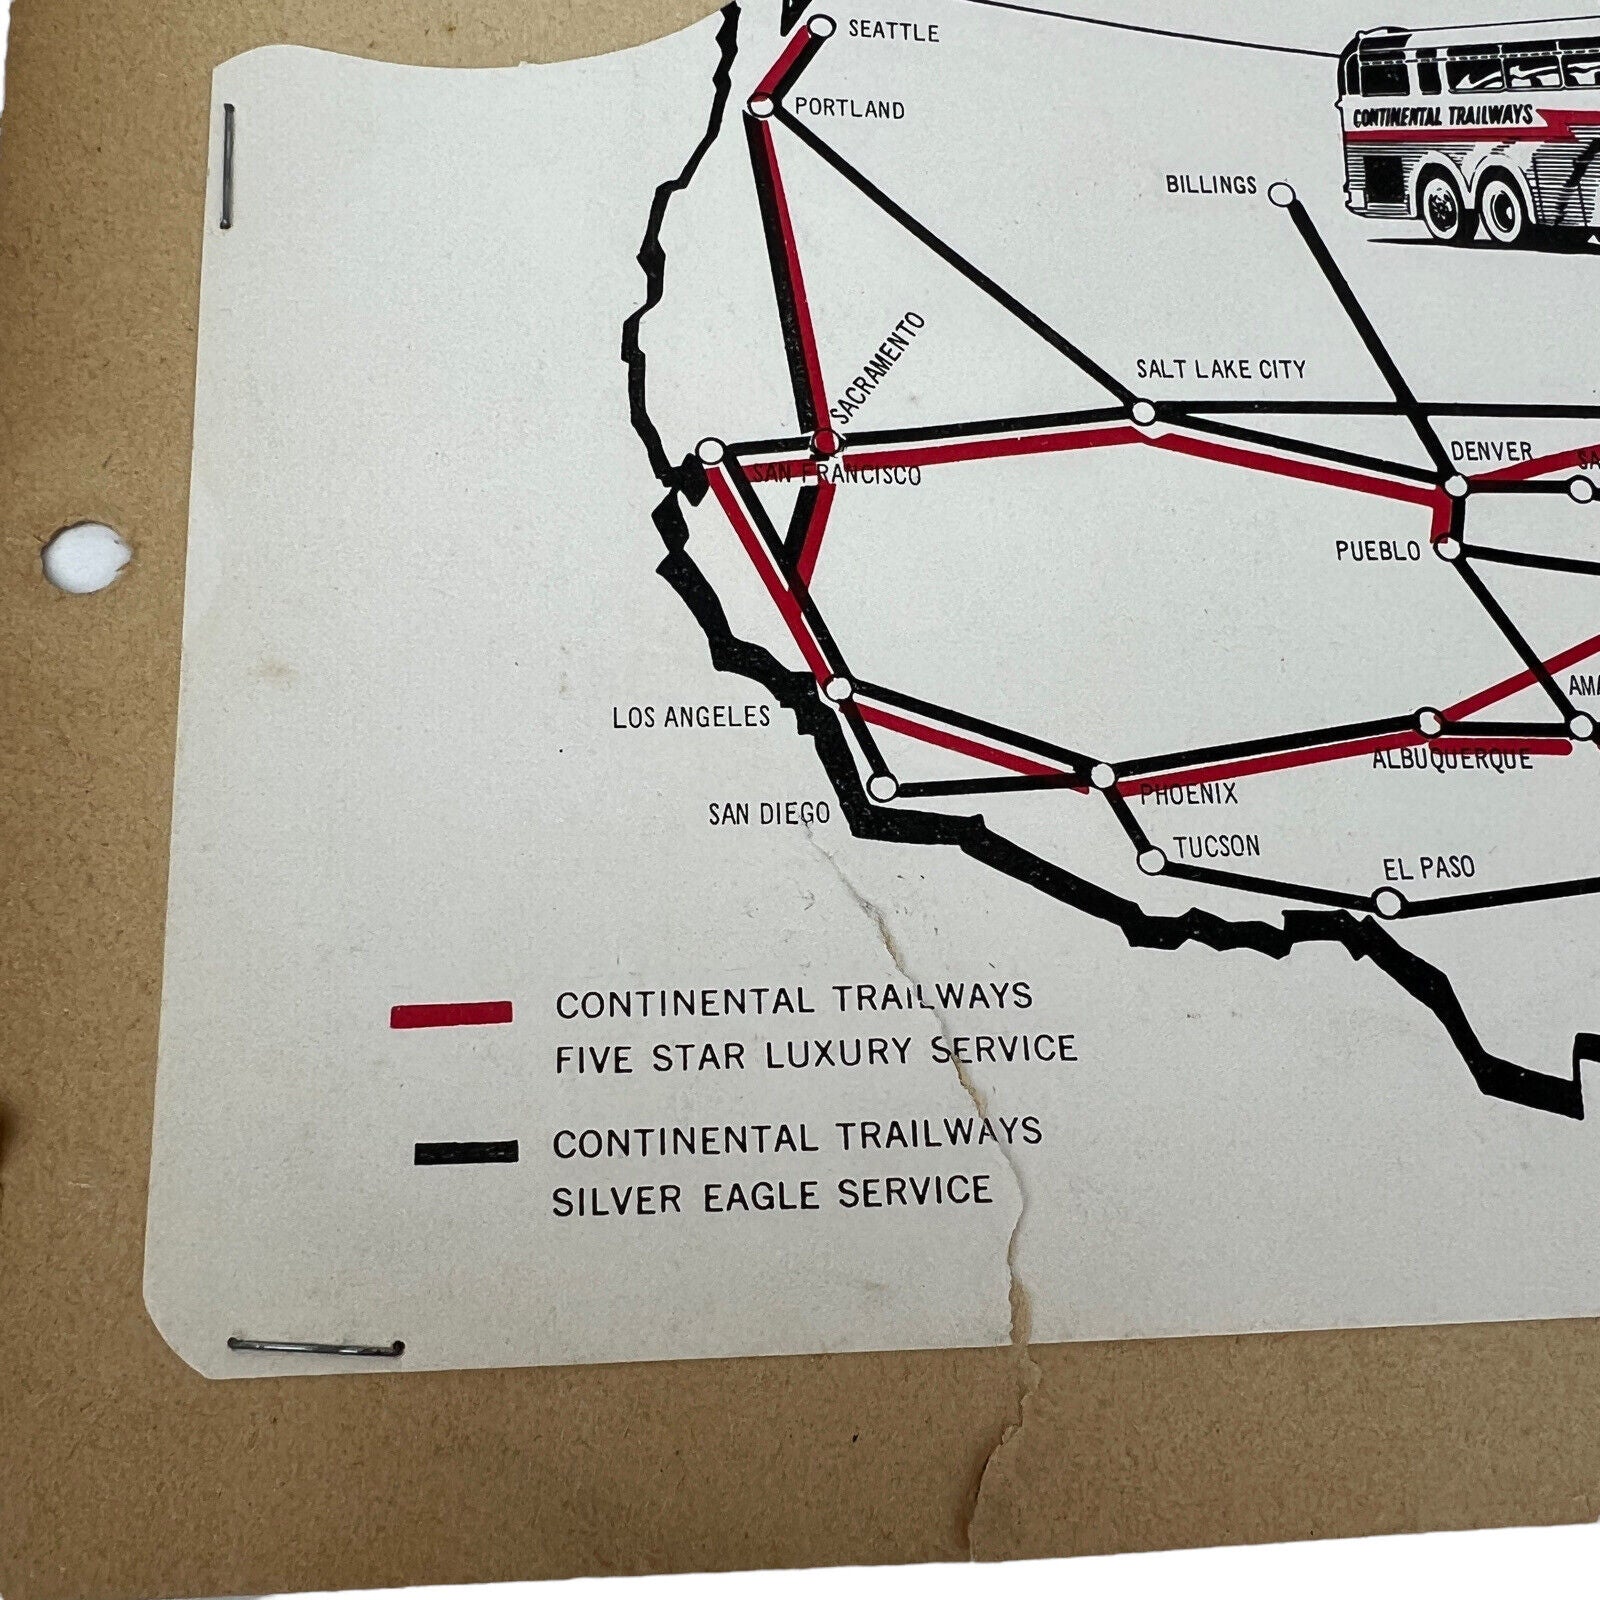 SEATTLE
PORTLAND
CONTINENTAL TRAILWAYS
BILLINGS
SACRAMENTO
SALT LAKE CITY
DENVER
SAN FRANCISCO
PUEBLO
LOS ANGELES
ALBUQUERQUE
PHOENIX
SAN DIEGO
TUCSON
EL PASO
CONTINENTAL TRAILWAYS
FIVE STAR LUXURY SERVICE
CONTINENTAL TRAILWAYS
SILVER EAGLE SERVICE